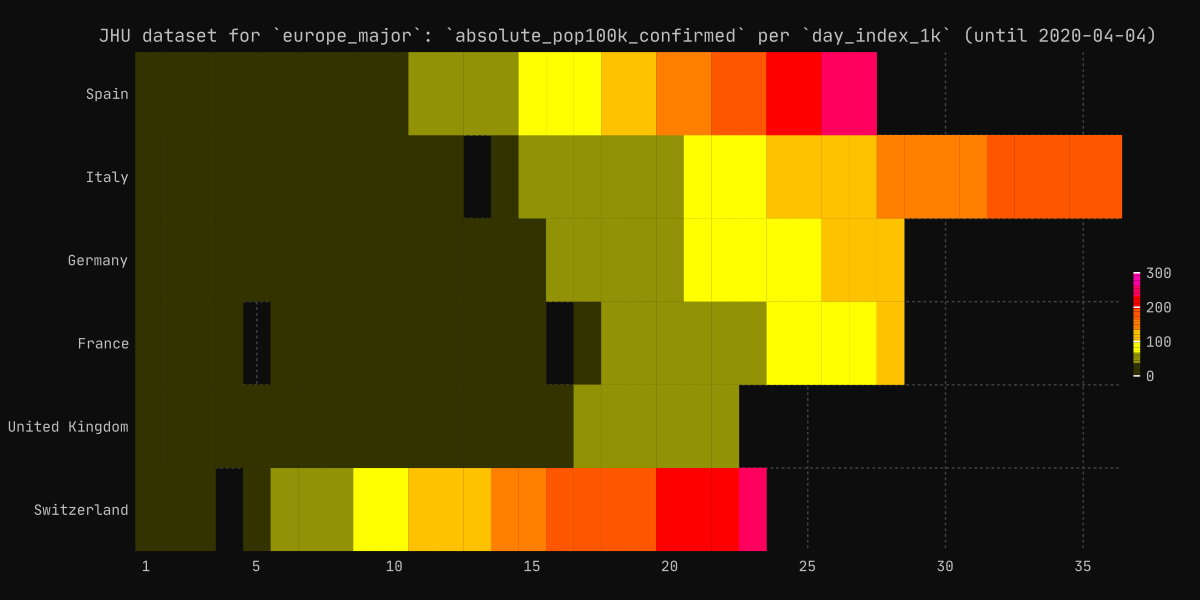 JHU dataset for `europe_major`: `absolute_pop100k_confirmed` per `day_index_1k` (until 2020-04-04)
Spain
Italy
Germany
France
United Kingdom
Switzerland
300
200
100
0
1 5 10 15 20 25 30 35